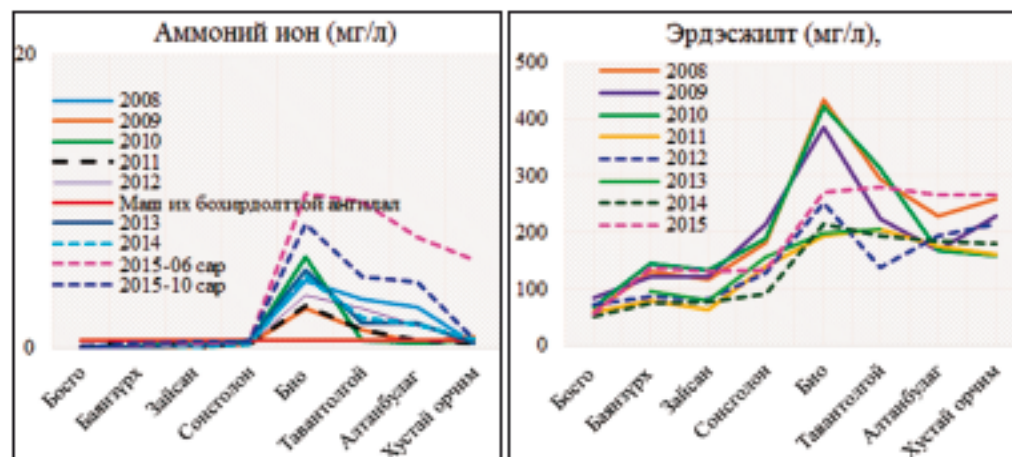 Аммоний ион (мг/л)
20
2008
2009
2010
2011
2012
Маш их бохирдолттой ангилал
2013
2014
2015-06 сар
2015-10 сар
0
Босго
Баянзүрх
Зайсан
Сонсголон
Био
Тавантолгой
Алтанбулаг
Хустай орчим
Эрдэсжилт (мг/л),
500
400
300
200
100
0
2008
2009
2010
2011
2012
2013
2014
2015
Босго
Баянзүрх
Зайсан
Сонсголон
Био
Тавантолгой
Алтанбулаг
Хустай орчим